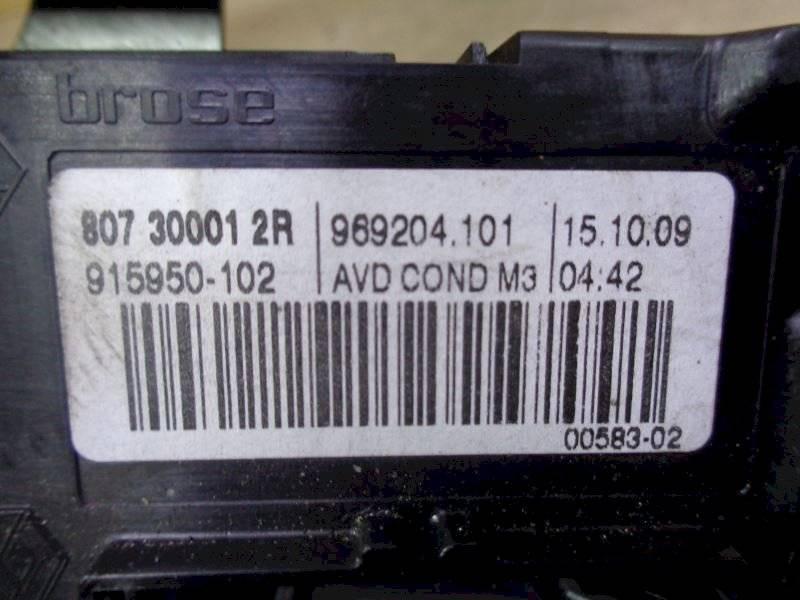 brose
807 30001 2R 969204.101 15.10.09
915950-102 AVD COND M3 04:42
00583-02